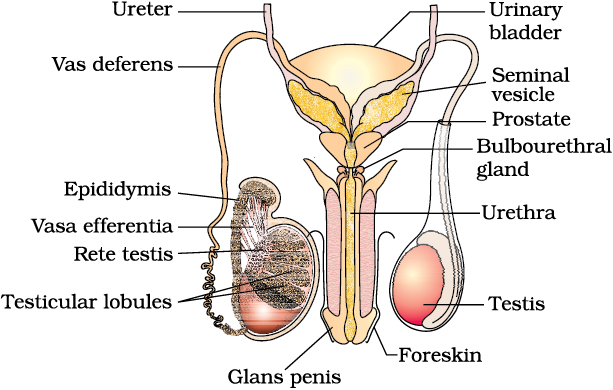 Ureter
Urinary
bladder
Vas deferens
Seminal
vesicle
Prostate
Bulbourethral
gland
Epididymis
Vasa efferentia
Urethra
Rete testis
Testicular lobules
Testis
Foreskin
Glans penis